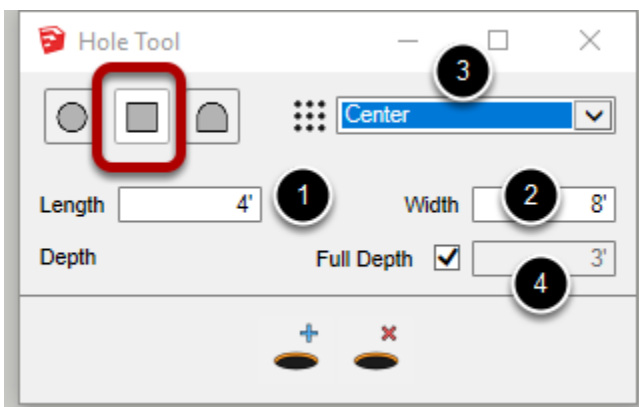 Hole Tool
3
Center
Length 4' 1 Width 2 8'
Depth Full Depth 3'
4